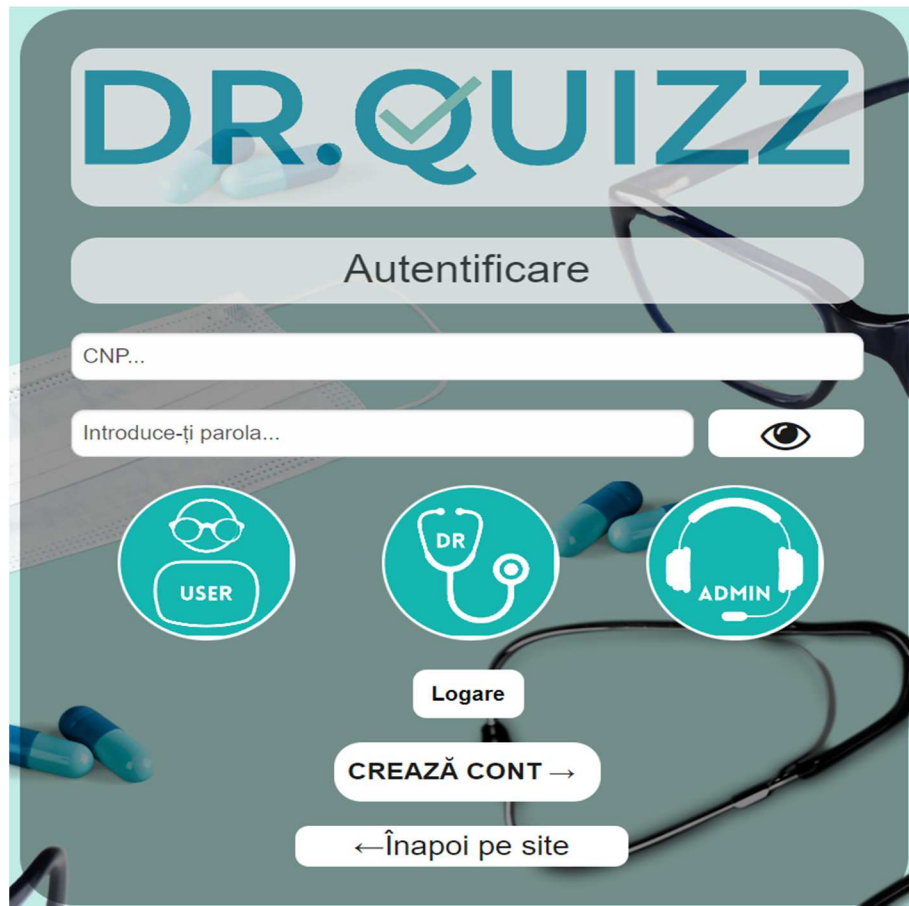 DR.QUIZZ
Autentificare
CNP...
Introduce-ți parola...
USER
DR
ADMIN
Logare
CREAZĂ CONT →
←Înapoi pe site